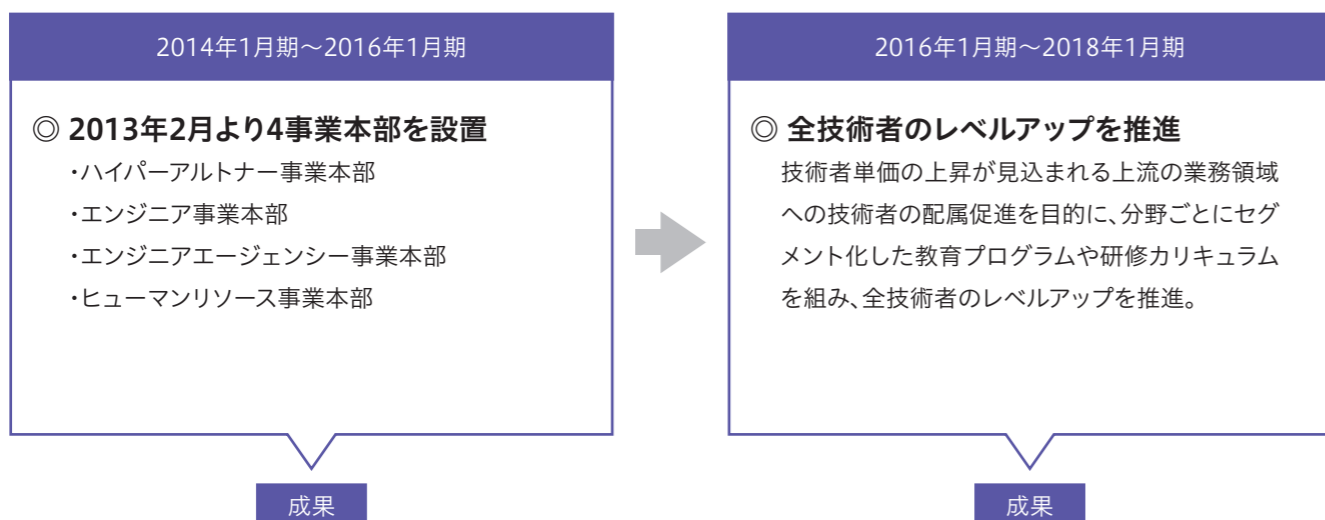 2014年1月期～2016年1月期
◎ 2013年2月より4事業本部を設置
・ハイパーアルトナー事業本部
・エンジニア事業本部
・エンジニアエージェンシー事業本部
・ヒューマンリソース事業本部
成果
2016年1月期～2018年1月期
◎ 全技術者のレベルアップを推進
技術者単価の上昇が見込まれる上流の業務領域
への技術者の配属促進を目的に、分野ごとにセグ
メント化した教育プログラムや研修カリキュラム
を組み、全技術者のレベルアップを推進。
成果